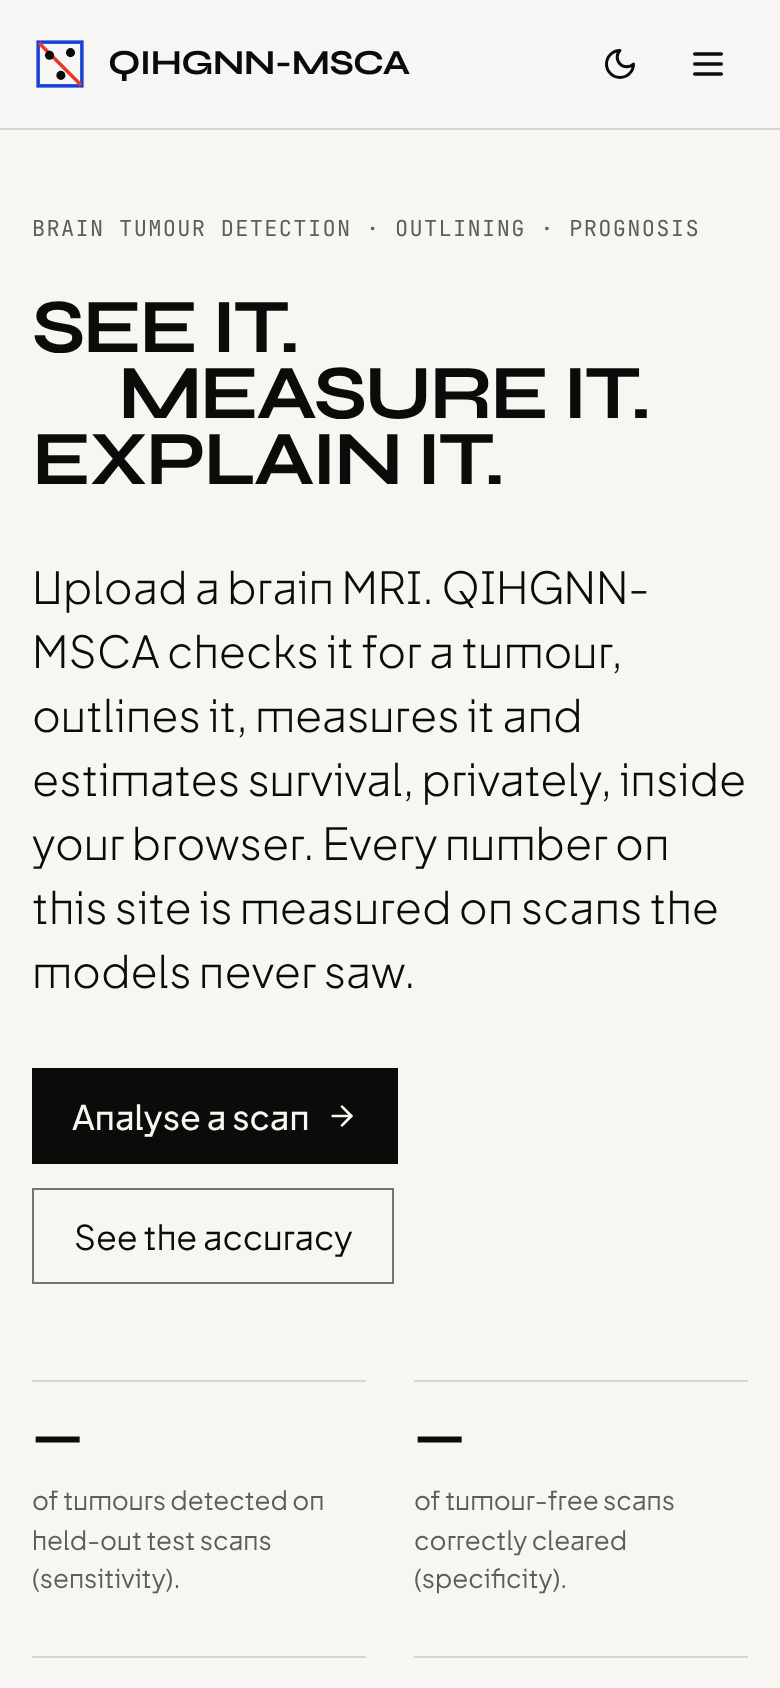 QIHGNN-MSCA
BRAIN TUMOUR DETECTION · OUTLINING · PROGNOSIS
SEE IT.
MEASURE IT.
EXPLAIN IT.
Upload a brain MRI. QIHGNN-
MSCA checks it for a tumour,
outlines it, measures it and
estimates survival, privately, inside
your browser. Every number on
this site is measured on scans the
models never saw.
Analyse a scan →
See the accuracy
— —
of tumours detected on
held-out test scans
(sensitivity).
of tumour-free scans
correctly cleared
(specificity).